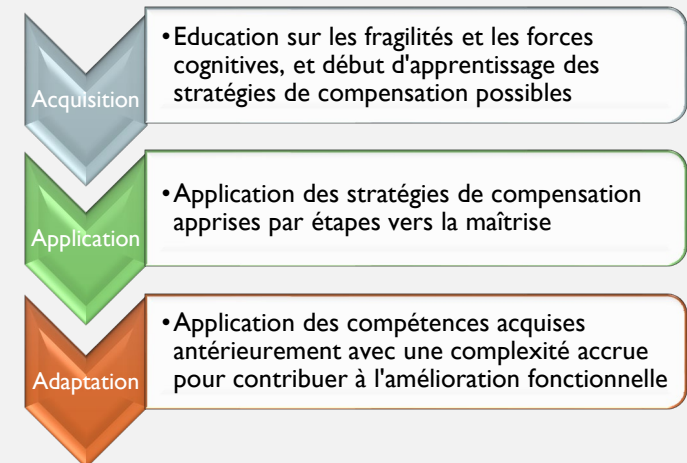 Acquisition
•Education sur les fragilités et les forces
cognitives, et début d'apprentissage des
stratégies de compensation possibles
Application
•Application des stratégies de compensation
apprises par étapes vers la maîtrise
Adaptation
•Application des compétences acquises
antérieurement avec une complexité accrue
pour contribuer à l'amélioration fonctionnelle